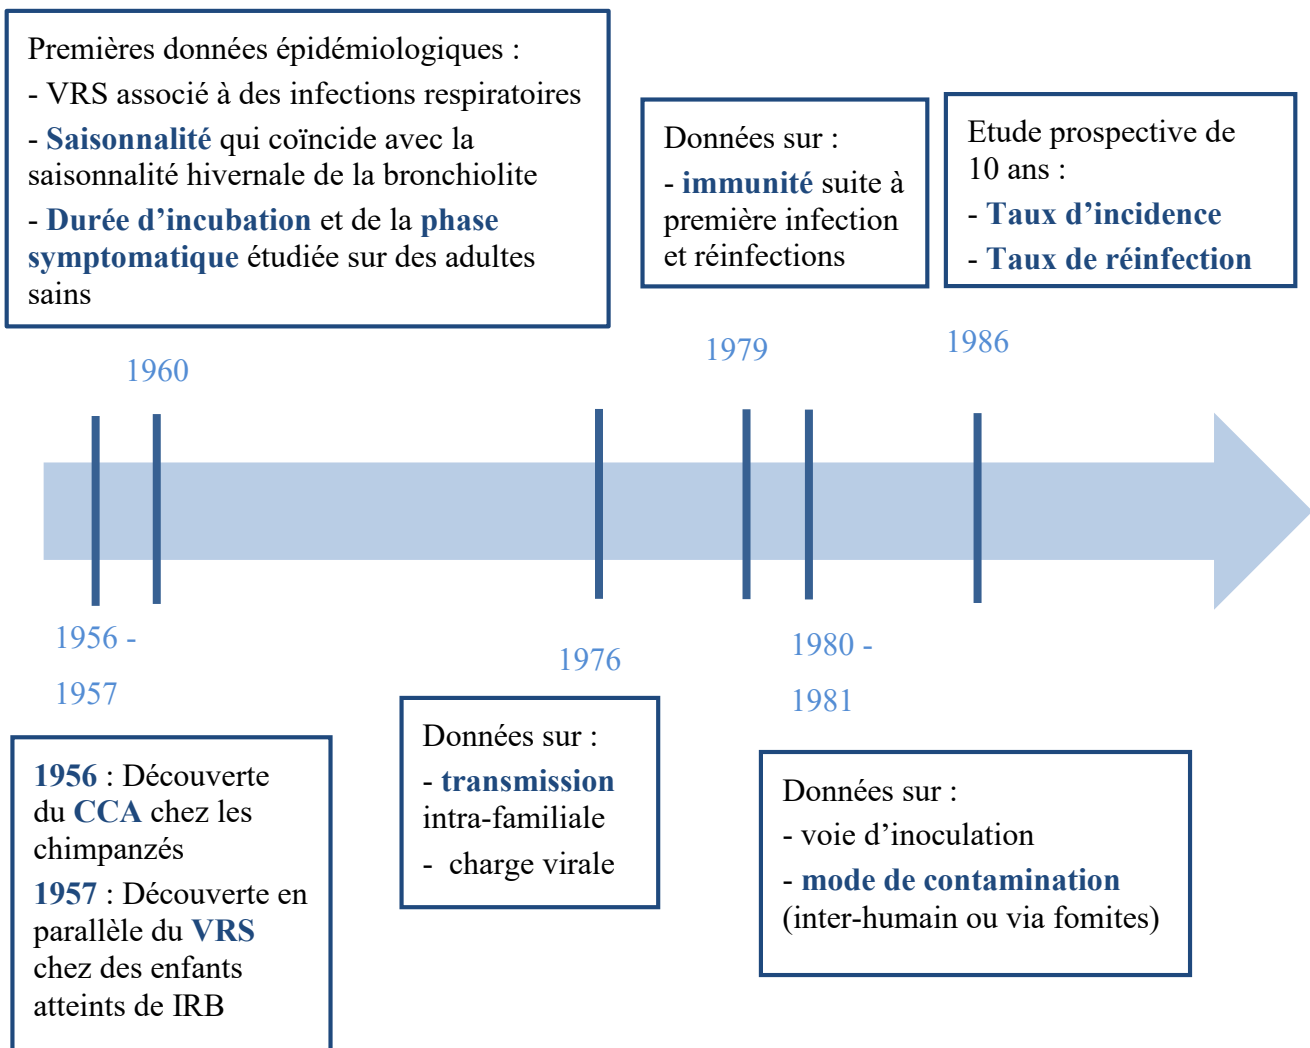 Premières données épidémiologiques :
- VRS associé à des infections respiratoires
- Saisonnalité qui coïncide avec la
saisonnalité hivernale de la bronchiolite
- Durée d’incubation et de la phase
symptomatique étudiée sur des adultes
sains
Données sur :
- immunité suite à
première infection
et réinfections
Etude prospective de
10 ans :
- Taux d’incidence
- Taux de réinfection
1960
1979
1986
1956 -
1957
1976
1980 -
1981
1956 : Découverte
du CCA chez les
chimpanzés
1957 : Découverte en
parallèle du VRS
chez des enfants
atteints de IRB
Données sur :
- transmission
intra-familiale
- charge virale
Données sur :
- voie d’inoculation
- mode de contamination
(inter-humain ou via fomites)